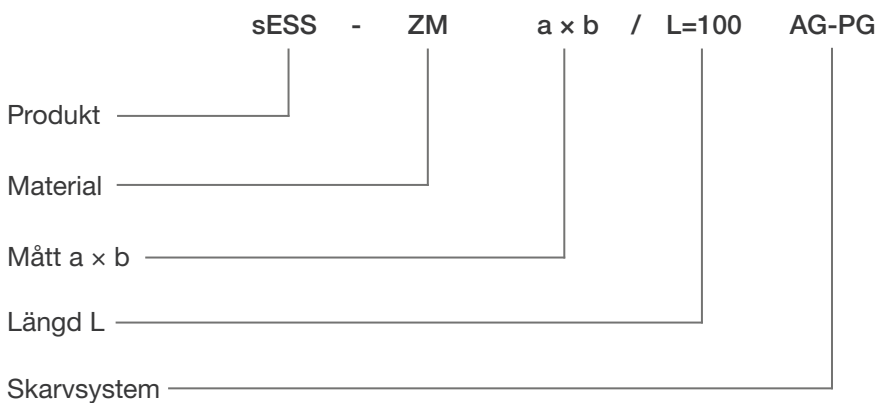 sESS - ZM a × b / L=100 AG-PG
Produkt
Material
Mått a × b
Längd L
Skarvsystem